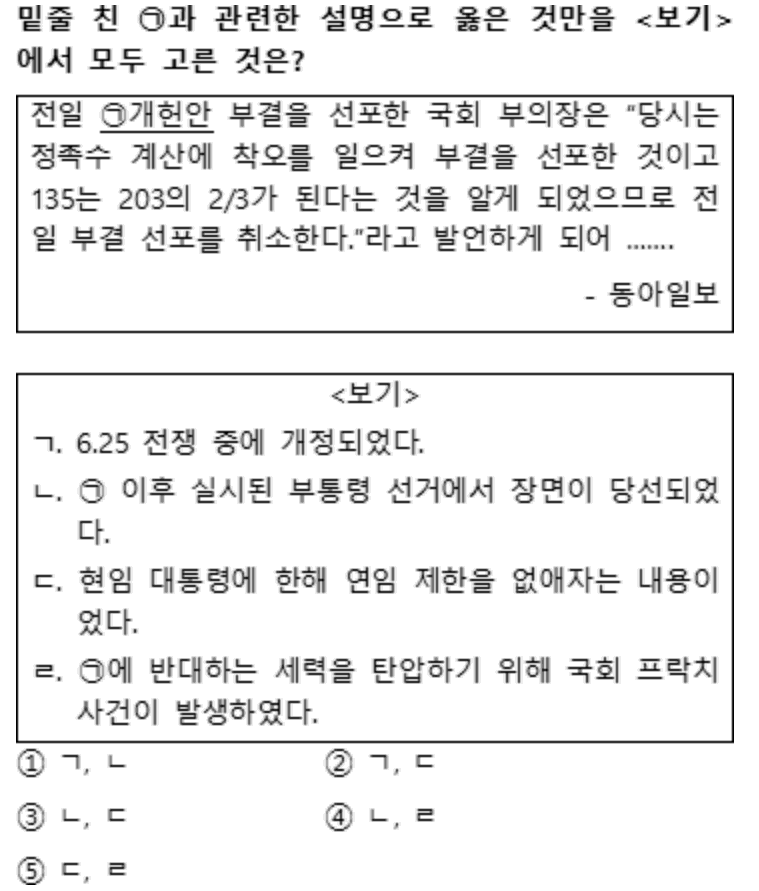 밑줄 친 ㉠과 관련한 설명으로 옳은 것만을 <보기>
에서 모두 고른 것은?
전일 ㉠개헌안 부결을 선포한 국회 부의장은 "당시는
정족수 계산에 착오를 일으켜 부결을 선포한 것이고
135는 203의 2/3가 된다는 것을 알게 되었으므로 전
일 부결 선포를 취소한다."라고 발언하게 되어 .......
- 동아일보
<보기>
ㄱ. 6.25 전쟁 중에 개정되었다.
ㄴ. ㉠ 이후 실시된 부통령 선거에서 장면이 당선되었
다.
ㄷ. 현임 대통령에 한해 연임 제한을 없애자는 내용이
었다.
ㄹ. ㉠에 반대하는 세력을 탄압하기 위해 국회 프락치
사건이 발생하였다.
① ㄱ, ㄴ ② ㄱ, ㄷ
③ ㄴ, ㄷ ④ ㄴ, ㄹ
⑤ ㄷ, ㄹ